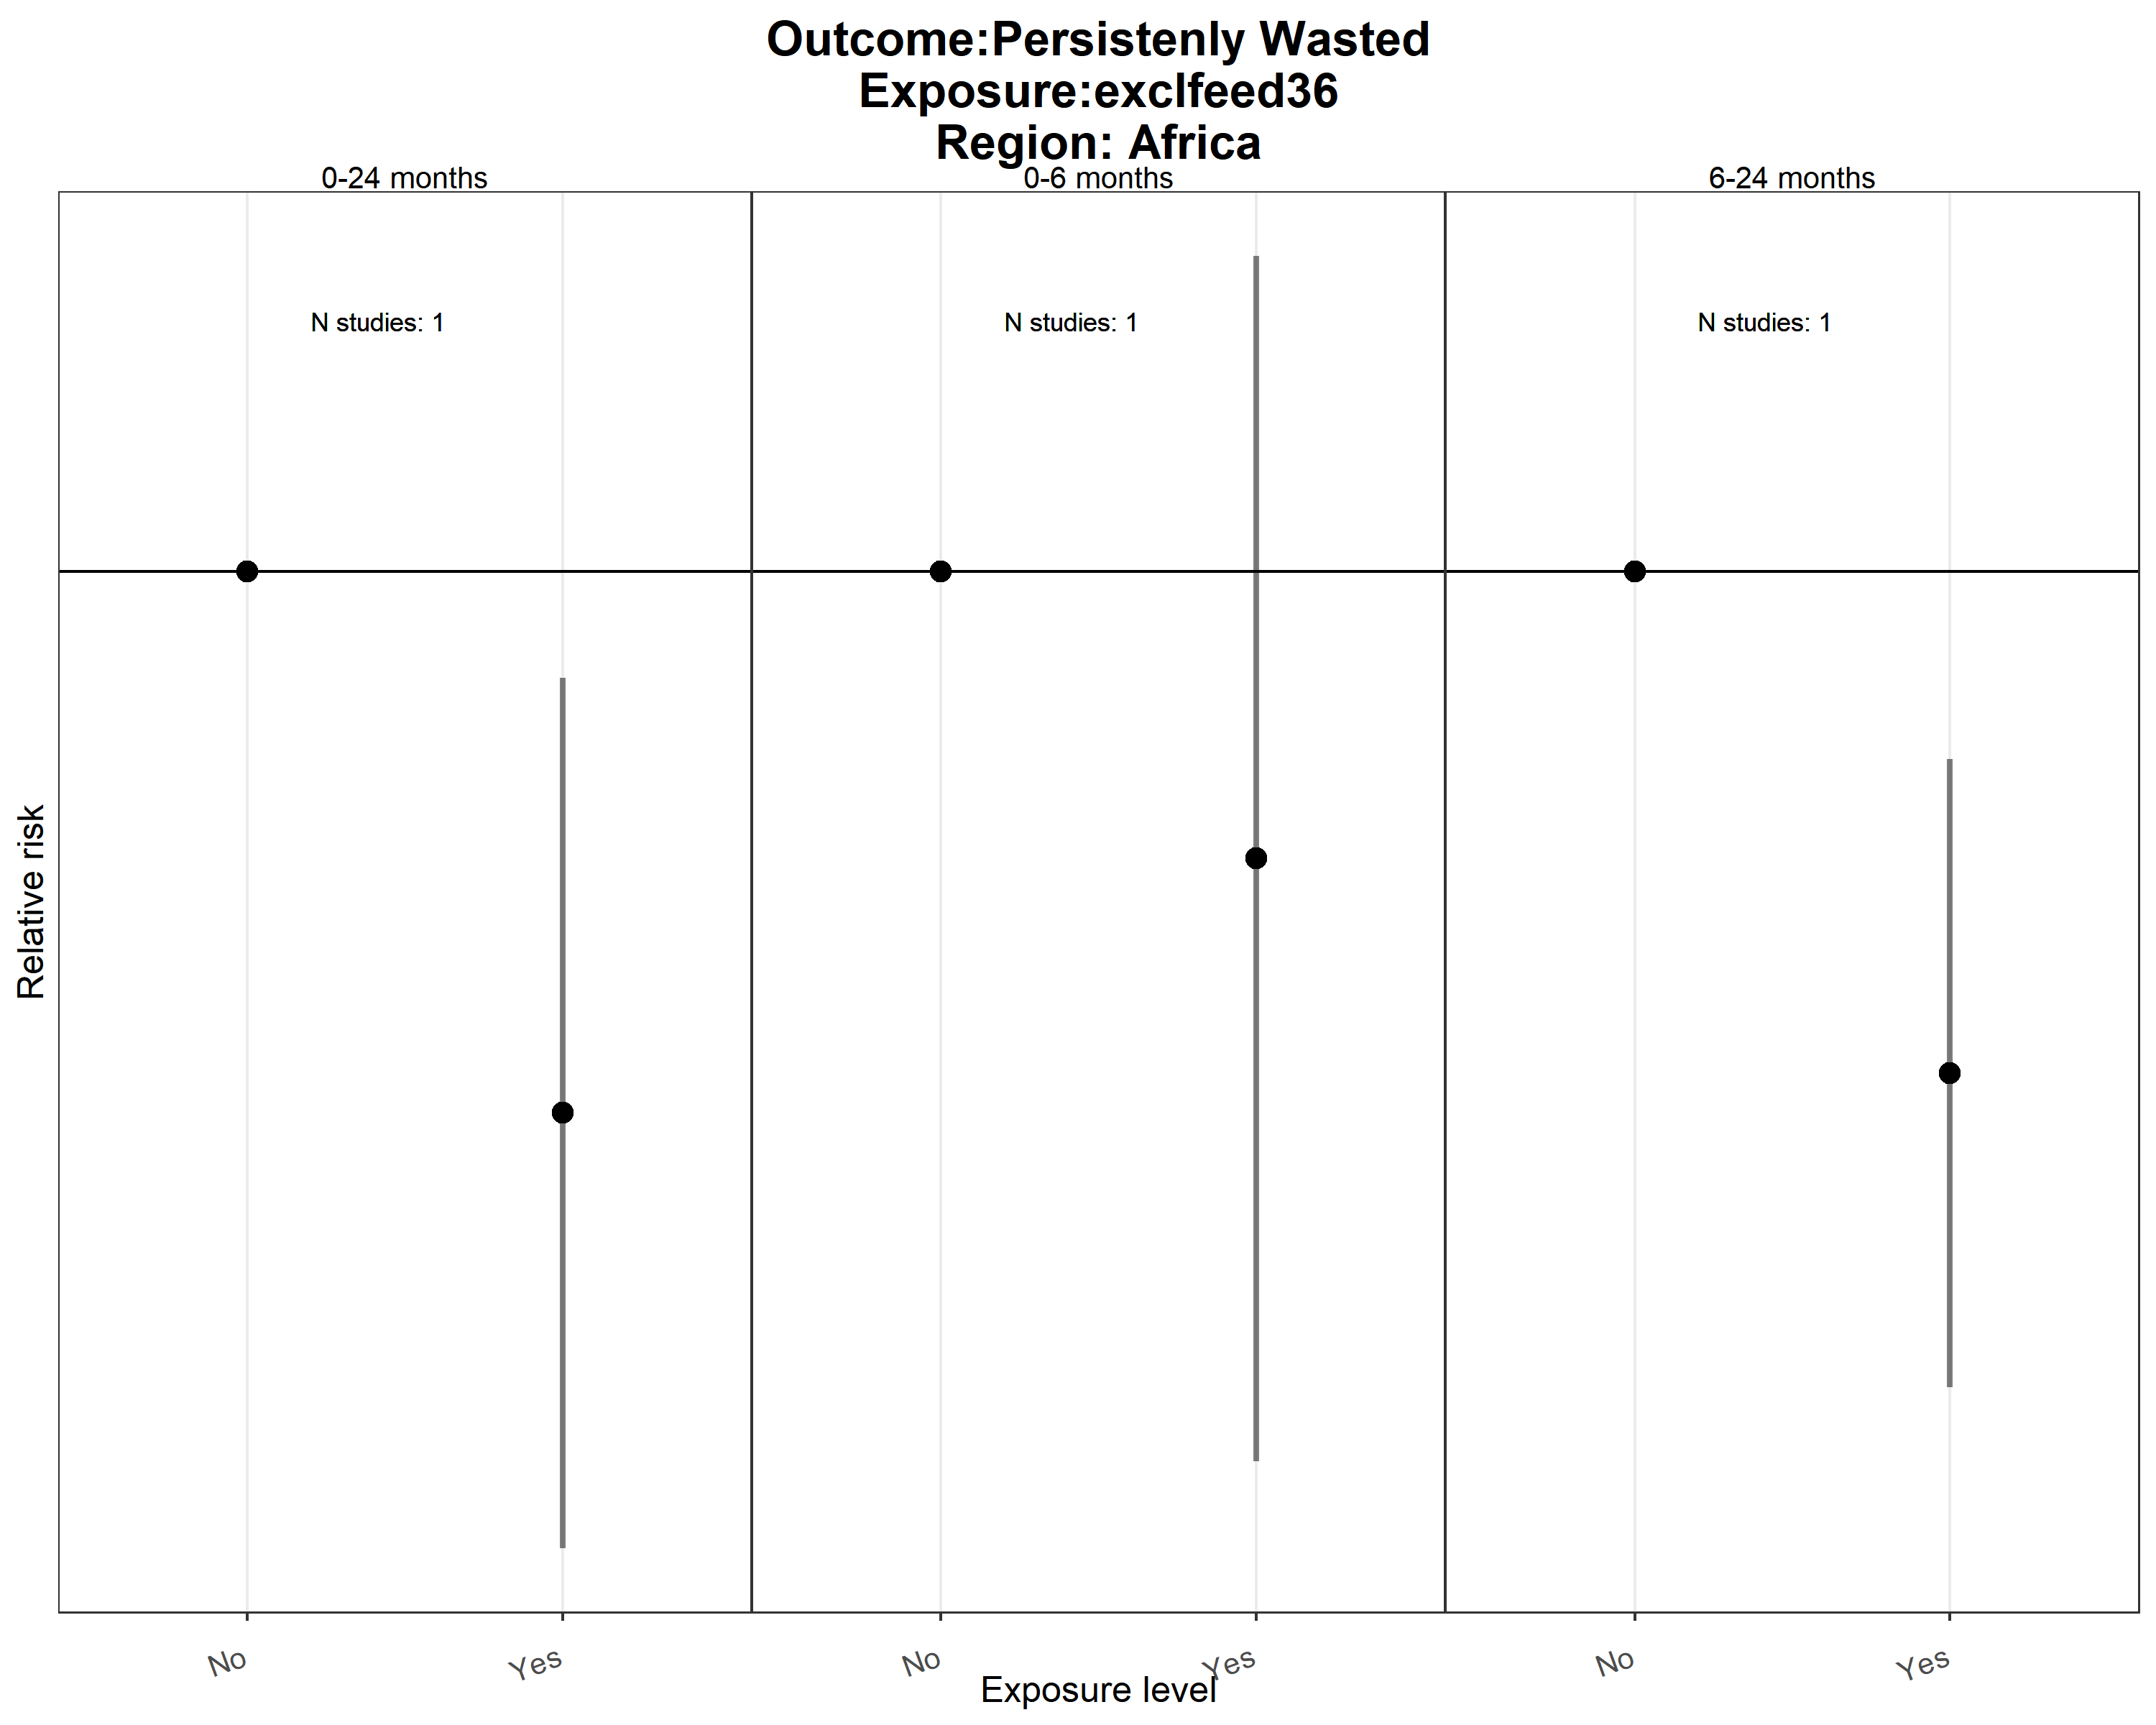 Outcome:Persistenly Wasted
Exposure:exclfeed36
Region: Africa
0-24 months
0-6 months
6-24 months
N studies: 1
N studies: 1
N studies: 1
Relative risk
No
Yes
No
Yes
No
Yes
Exposure level